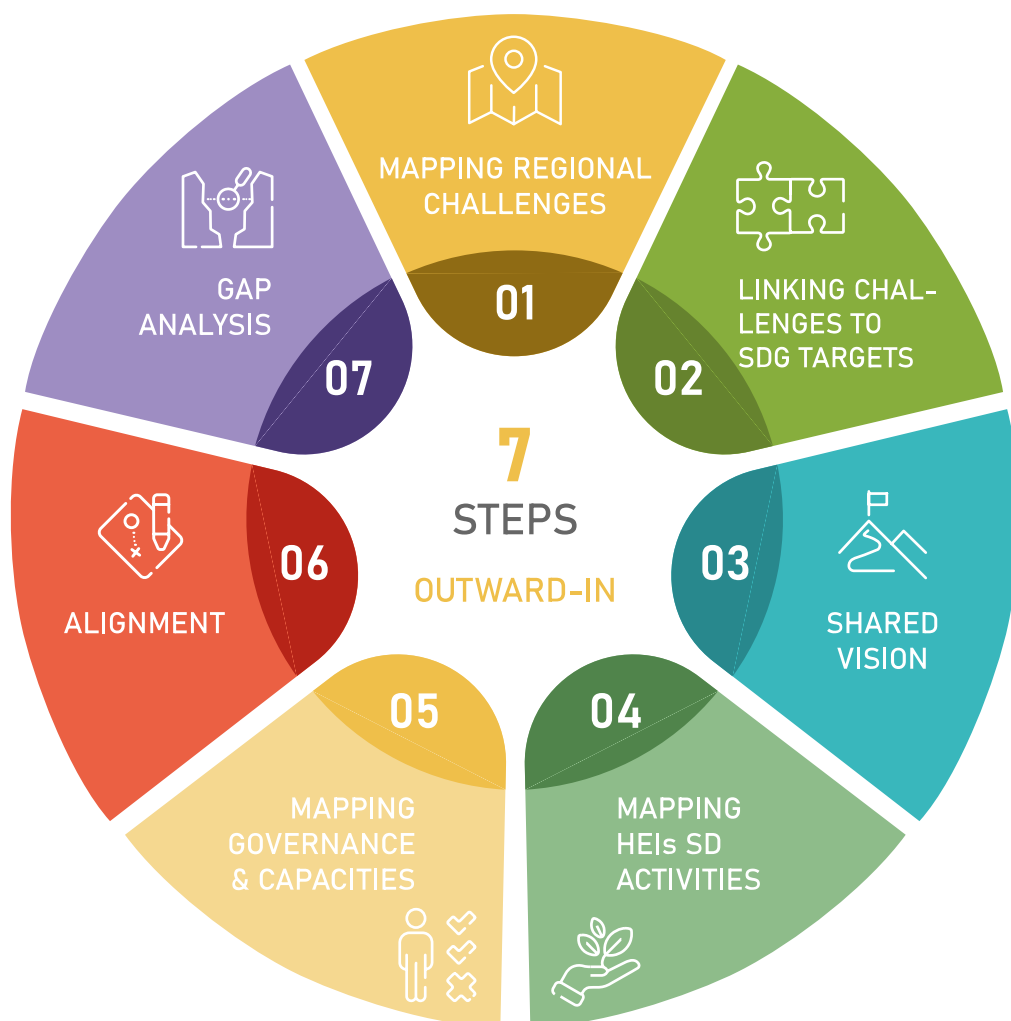 MAPPING REGIONAL
CHALLENGES
01
LINKING CHAL-
LENGES TO
SDG TARGETS
02
SHARED
VISION
03
MAPPING
HEIs SD
ACTIVITIES
04
MAPPING
GOVERNANCE
& CAPACITIES
05
ALIGNMENT
06
GAP
ANALYSIS
07
7
STEPS
OUTWARD-IN